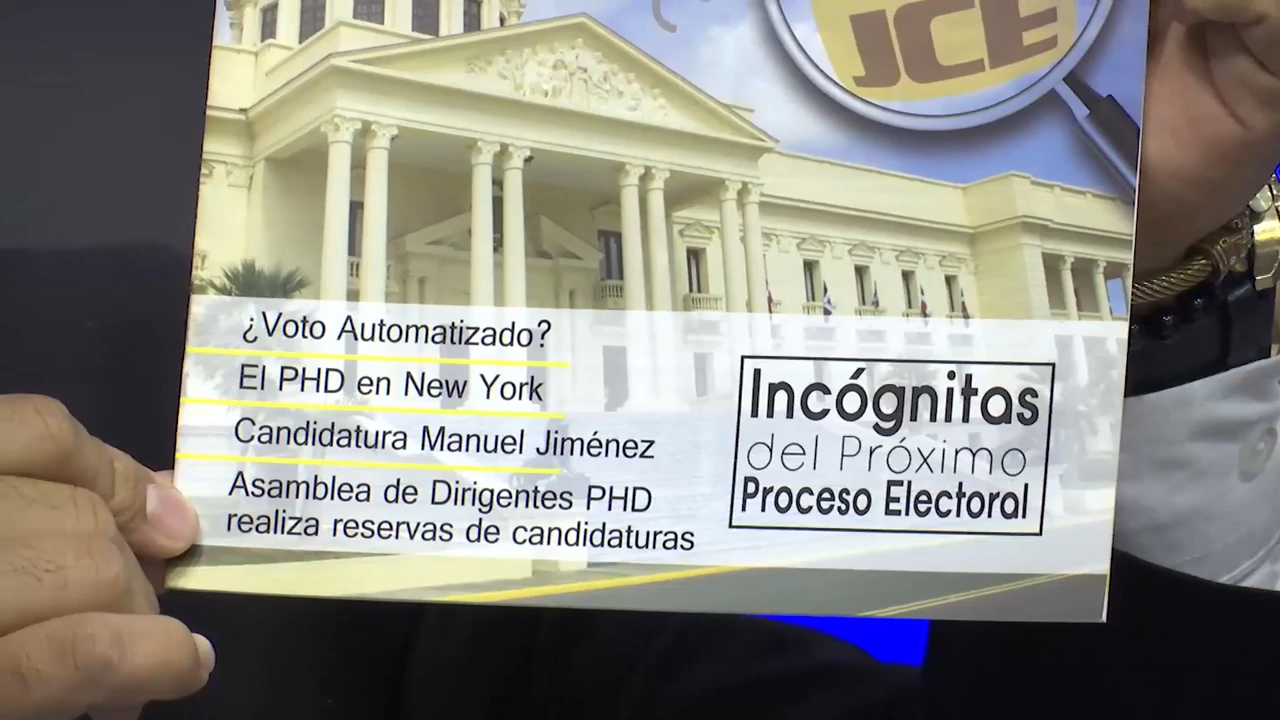 JCE
¿Voto Automatizado?
El PHD en New York
Candidatura Manuel Jiménez
Asamblea de Dirigentes PHD
realiza reservas de candidaturas
Incógnitas
del Próximo
Proceso Electoral